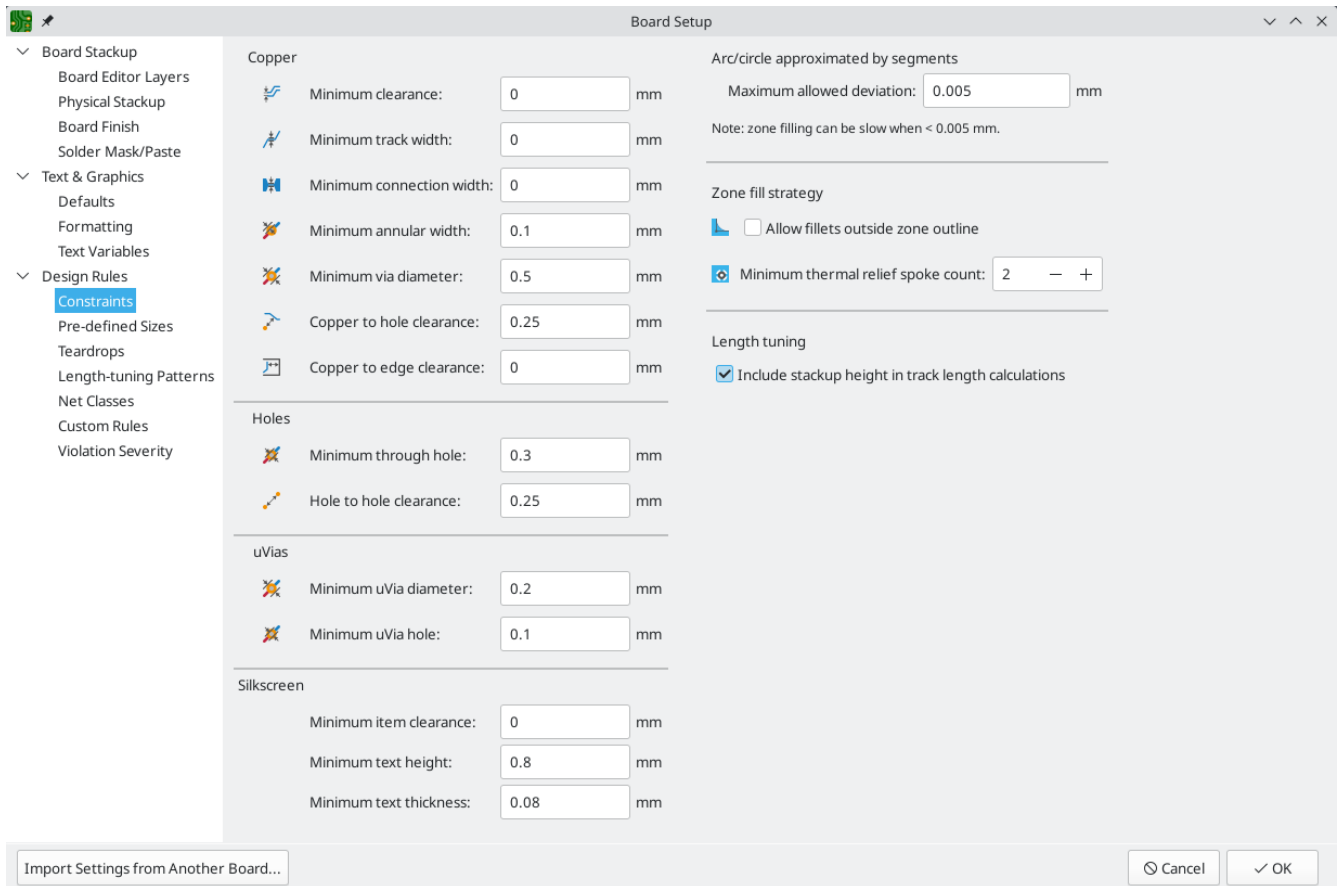 Board Setup
Board Stackup
Board Editor Layers
Physical Stackup
Board Finish
Solder Mask/Paste
Text & Graphics
Defaults
Formatting
Text Variables
Design Rules
Constraints
Pre-defined Sizes
Teardrops
Length-tuning Patterns
Net Classes
Custom Rules
Violation Severity
Copper
Minimum clearance: 0 mm
Minimum track width: 0 mm
Minimum connection width: 0 mm
Minimum annular width: 0.1 mm
Minimum via diameter: 0.5 mm
Copper to hole clearance: 0.25 mm
Copper to edge clearance: 0 mm
Holes
Minimum through hole: 0.3 mm
Hole to hole clearance: 0.25 mm
uVias
Minimum uVia diameter: 0.2 mm
Minimum uVia hole: 0.1 mm
Silkscreen
Minimum item clearance: 0 mm
Minimum text height: 0.8 mm
Minimum text thickness: 0.08 mm
Arc/circle approximated by segments
Maximum allowed deviation: 0.005 mm
Note: zone filling can be slow when < 0.005 mm.
Zone fill strategy
Allow fillets outside zone outline
Minimum thermal relief spoke count: 2 − +
Length tuning
Include stackup height in track length calculations
Import Settings from Another Board...
Cancel
OK